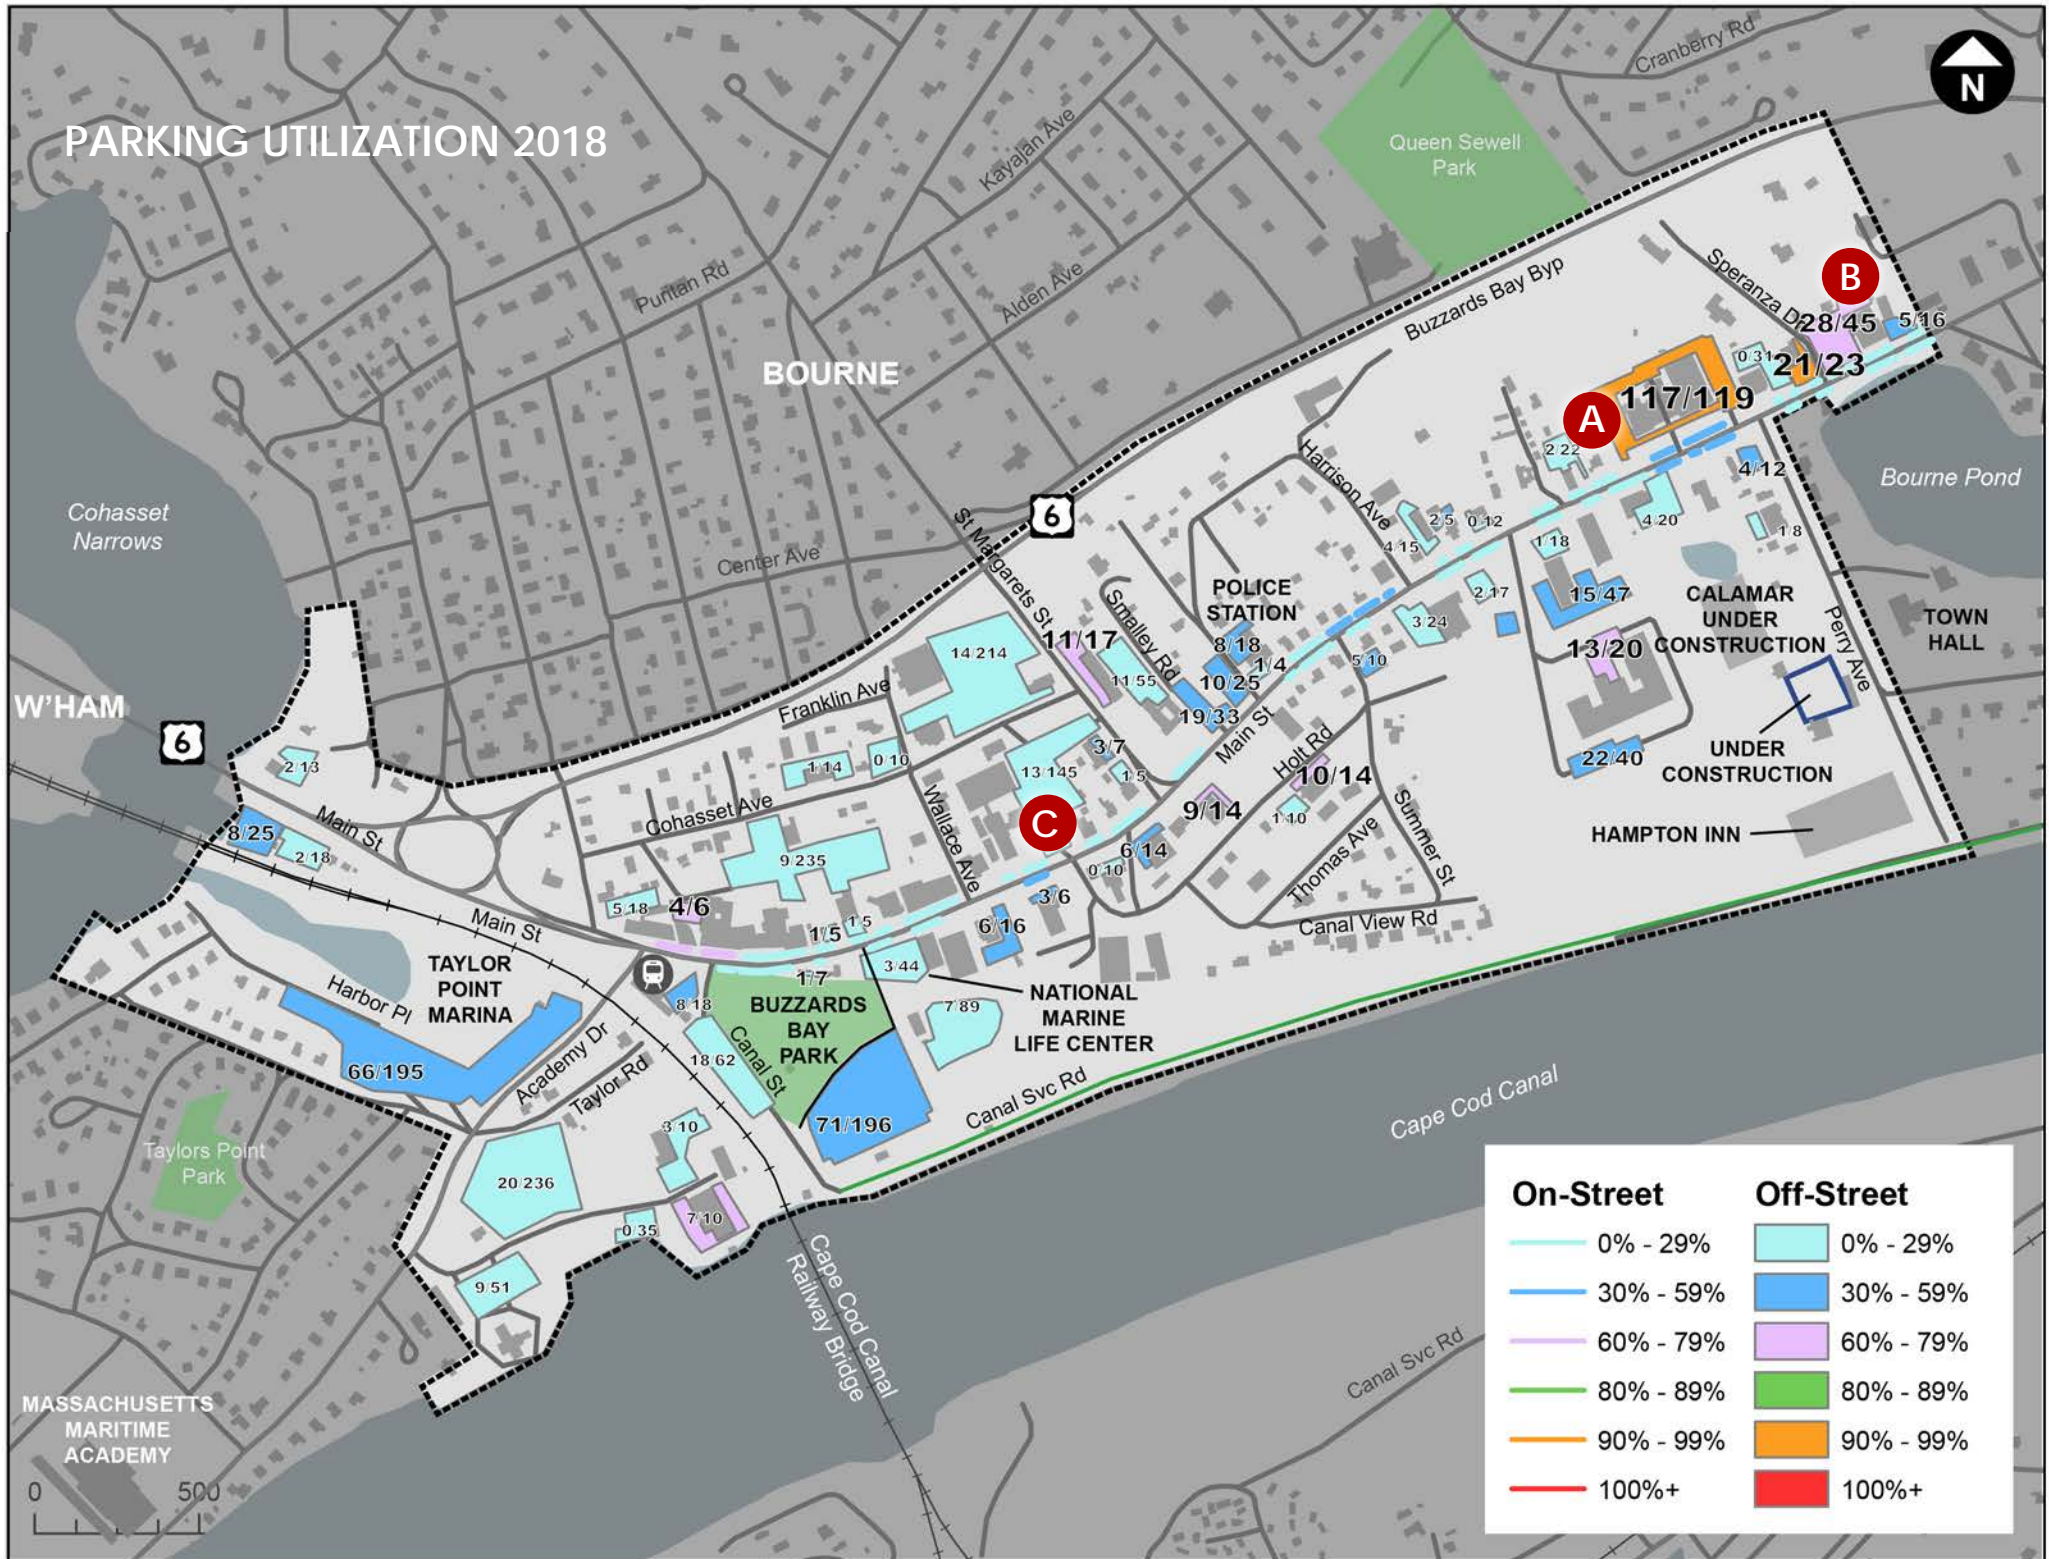 PARKING UTILIZATION 2018
Cranberry Rd
N
Queen Sewell
Park
Kayajan Ave
Puritan Rd
Alden Ave
Buzzards Bay Byp
Speranza Dr
B
28/45
5/16
0/31
21/23
BOURNE
117/119
A
2/22
4/12
Bourne Pond
Cohasset
Narrows
6
Harrison Ave
2 5
0 12
4/15
4 20
1 8
1/18
St Margarets St
Center Ave
POLICE
STATION
Smalley Rd
2/17
15/47
CALAMAR
UNDER
CONSTRUCTION
3/24
13/20
Perry Ave
TOWN
HALL
14 214
11/17
8/18
1/4
11 55
10/25
5/10
19/33
Main St
Franklin Ave
W'HAM
6
2/13
1/14
0/10
13/145
3/7
1 5
Holt Rd
10/14
22/40
UNDER
CONSTRUCTION
9/14
1 10
Summer St
Main St
8/25
2/18
Cohasset Ave
Wallace Ave
C
HAMPTON INN
9/235
6/14
0/10
Thomas Ave
3/6
5 18
4/6
1/5
1 5
6/16
Canal View Rd
Main St
3/44
TAYLOR
POINT
MARINA
Harbor Pl
1/7
BUZZARDS
BAY
PARK
NATIONAL
MARINE
LIFE CENTER
8/18
7/89
18 62
Canal St
Academy Dr
Taylor Rd
66/195
71/196
Canal Svc Rd
Cape Cod Canal
3/10
Taylors Point
Park
20/236
7/10
0/35
9/51
Cape Cod Canal
Railway Bridge
Canal Svc Rd
MASSACHUSETTS
MARITIME
ACADEMY
0 500
On-Street Off-Street
0% - 29% 0% - 29%
30% - 59% 30% - 59%
60% - 79% 60% - 79%
80% - 89% 80% - 89%
90% - 99% 90% - 99%
100%+ 100%+